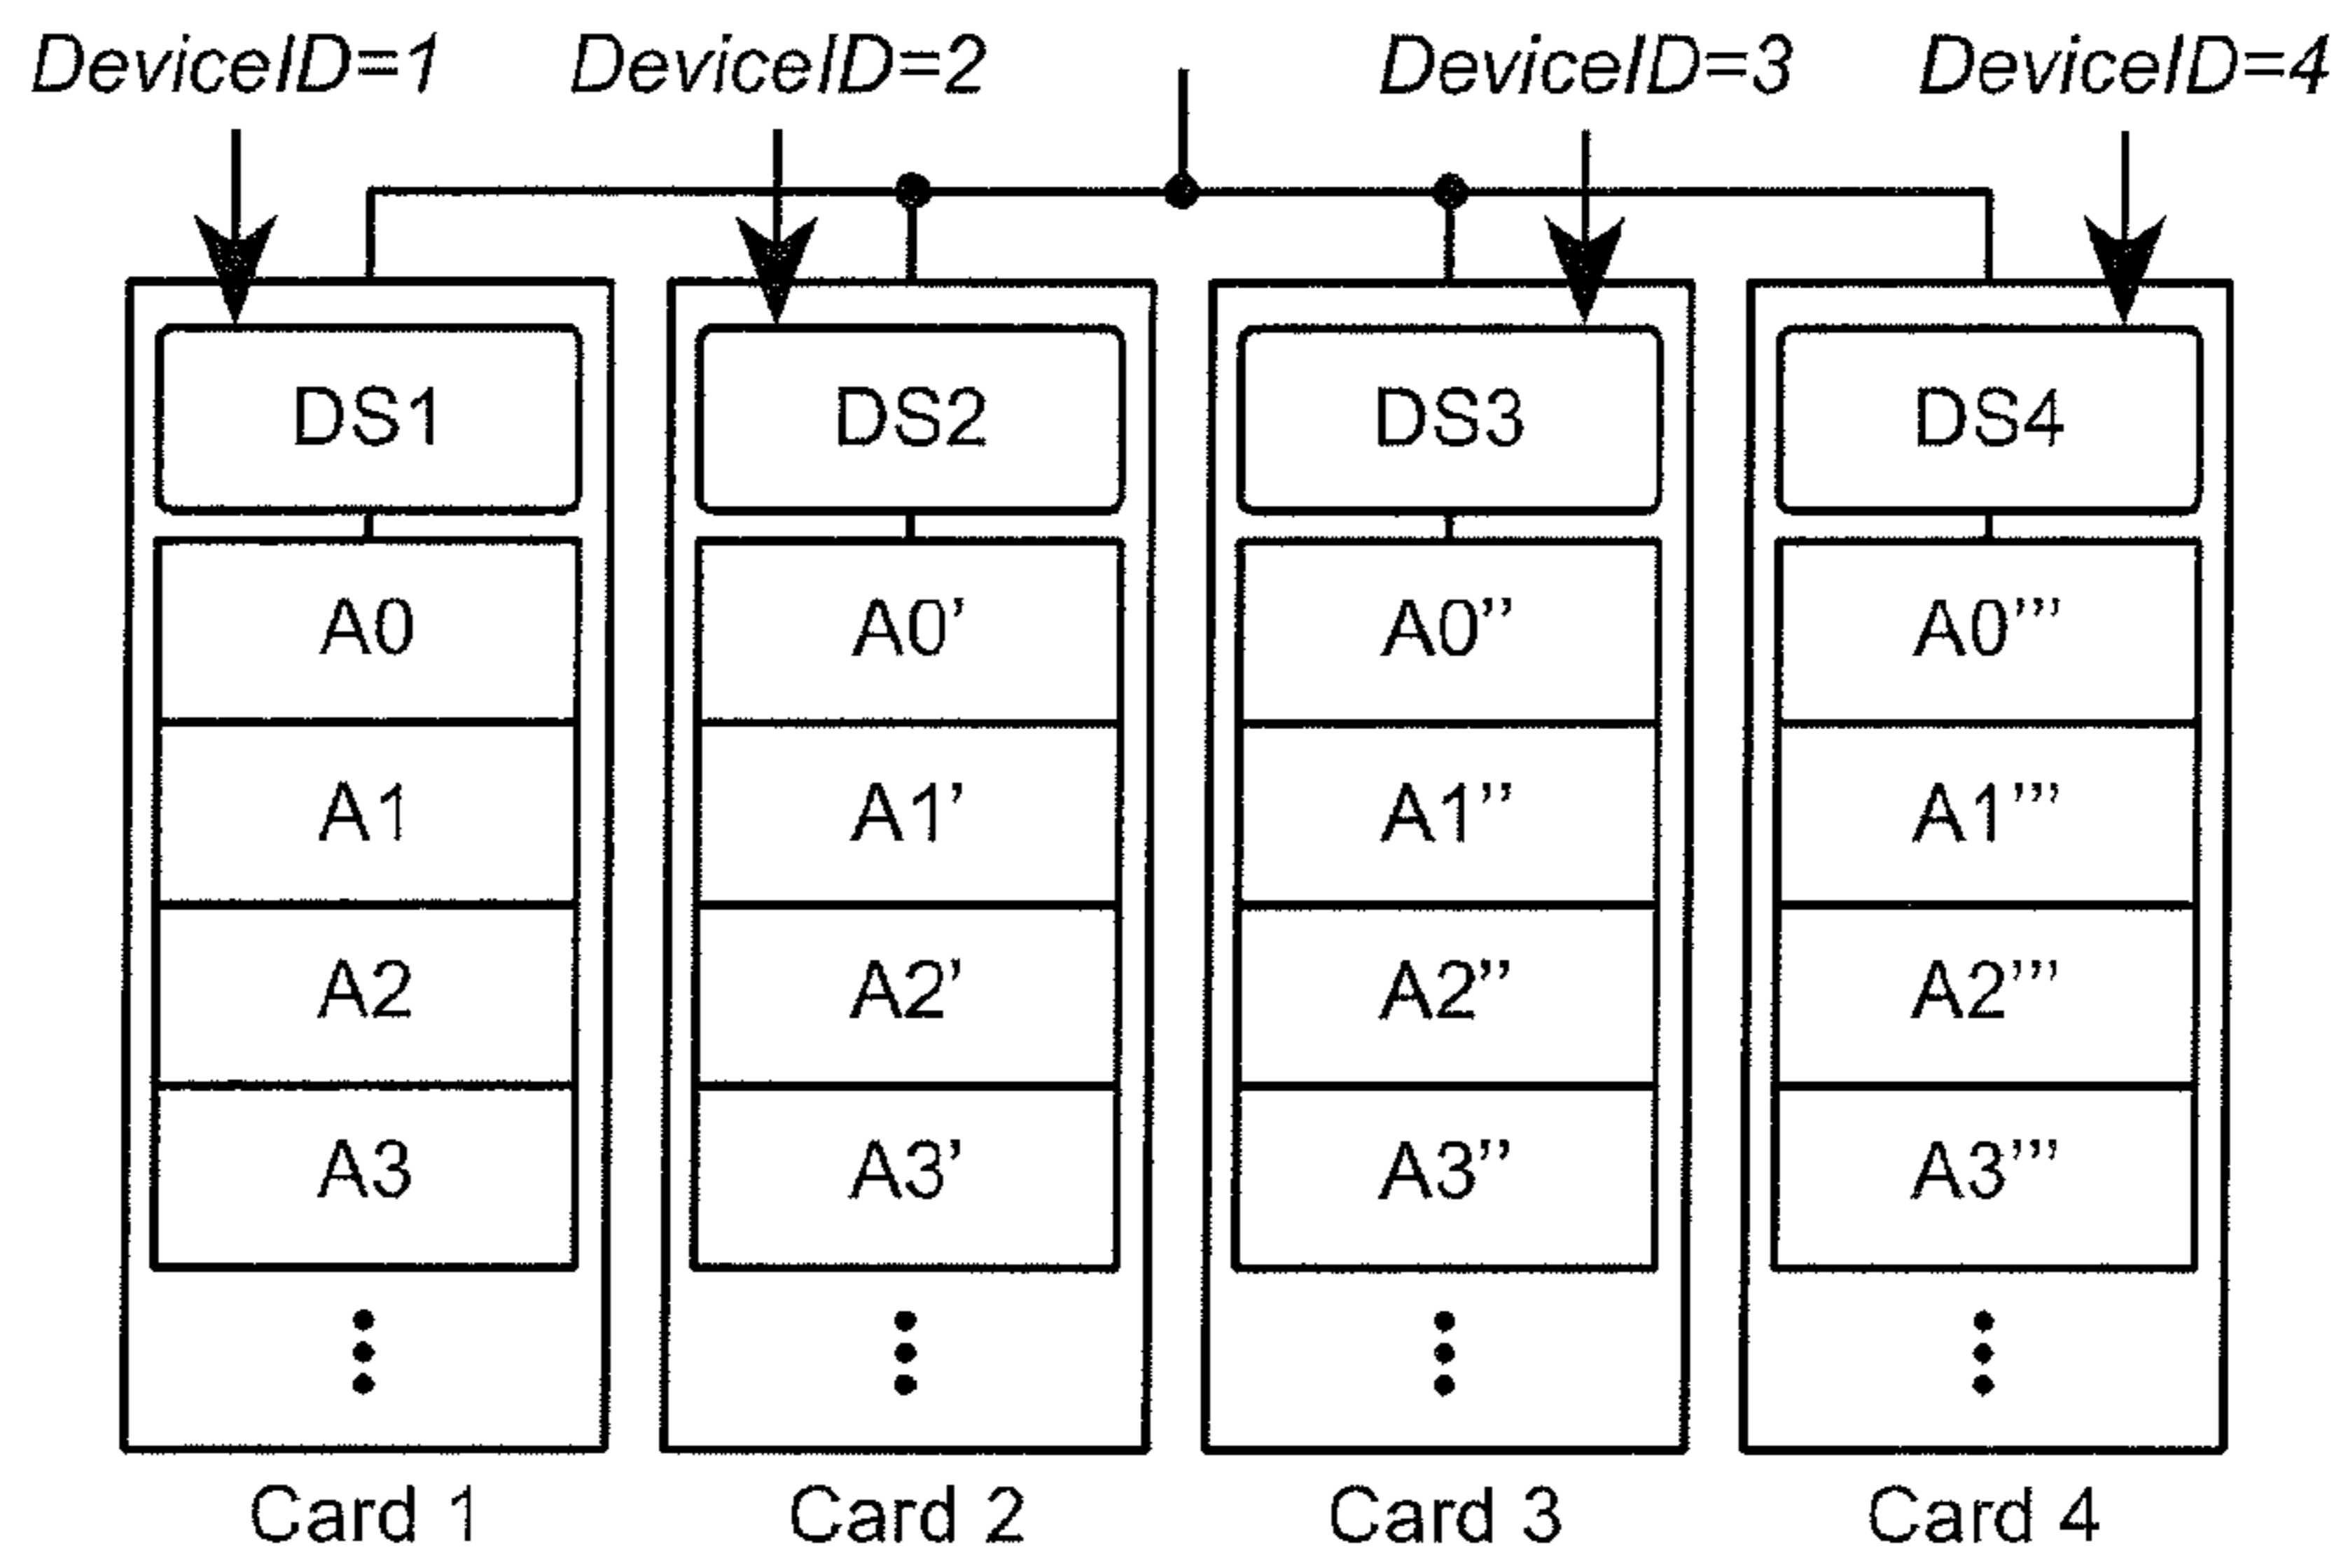 DeviceID=1 DeviceID=2 DeviceID=3 DeviceID=4
DS1 DS2 DS3 DS4
A0 A0’ A0’’ A0’’’
A1 A1’ A1’’ A1’’’
A2 A2’ A2’’ A2’’’
A3 A3’ A3’’ A3’’’
Card 1 Card 2 Card 3 Card 4